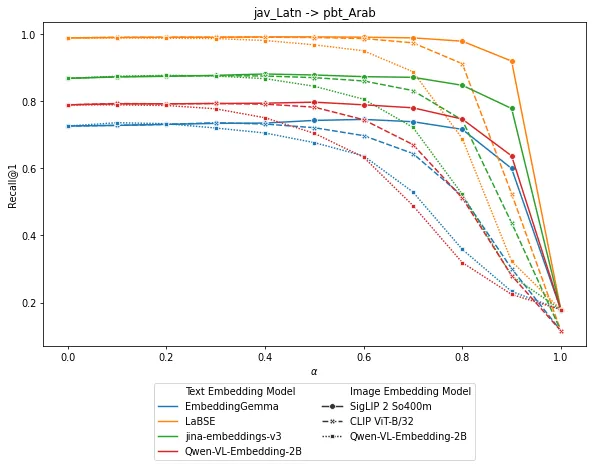 jav_Latn -> pbt_Arab
Recall@1
1.0
0.8
0.6
0.4
0.2
0.0 0.2 0.4 0.6 0.8 1.0
α
Text Embedding Model
EmbeddingGemma
LaBSE
jina-embeddings-v3
Qwen-VL-Embedding-2B
Image Embedding Model
SigLIP 2 So400m
CLIP ViT-B/32
Qwen-VL-Embedding-2B